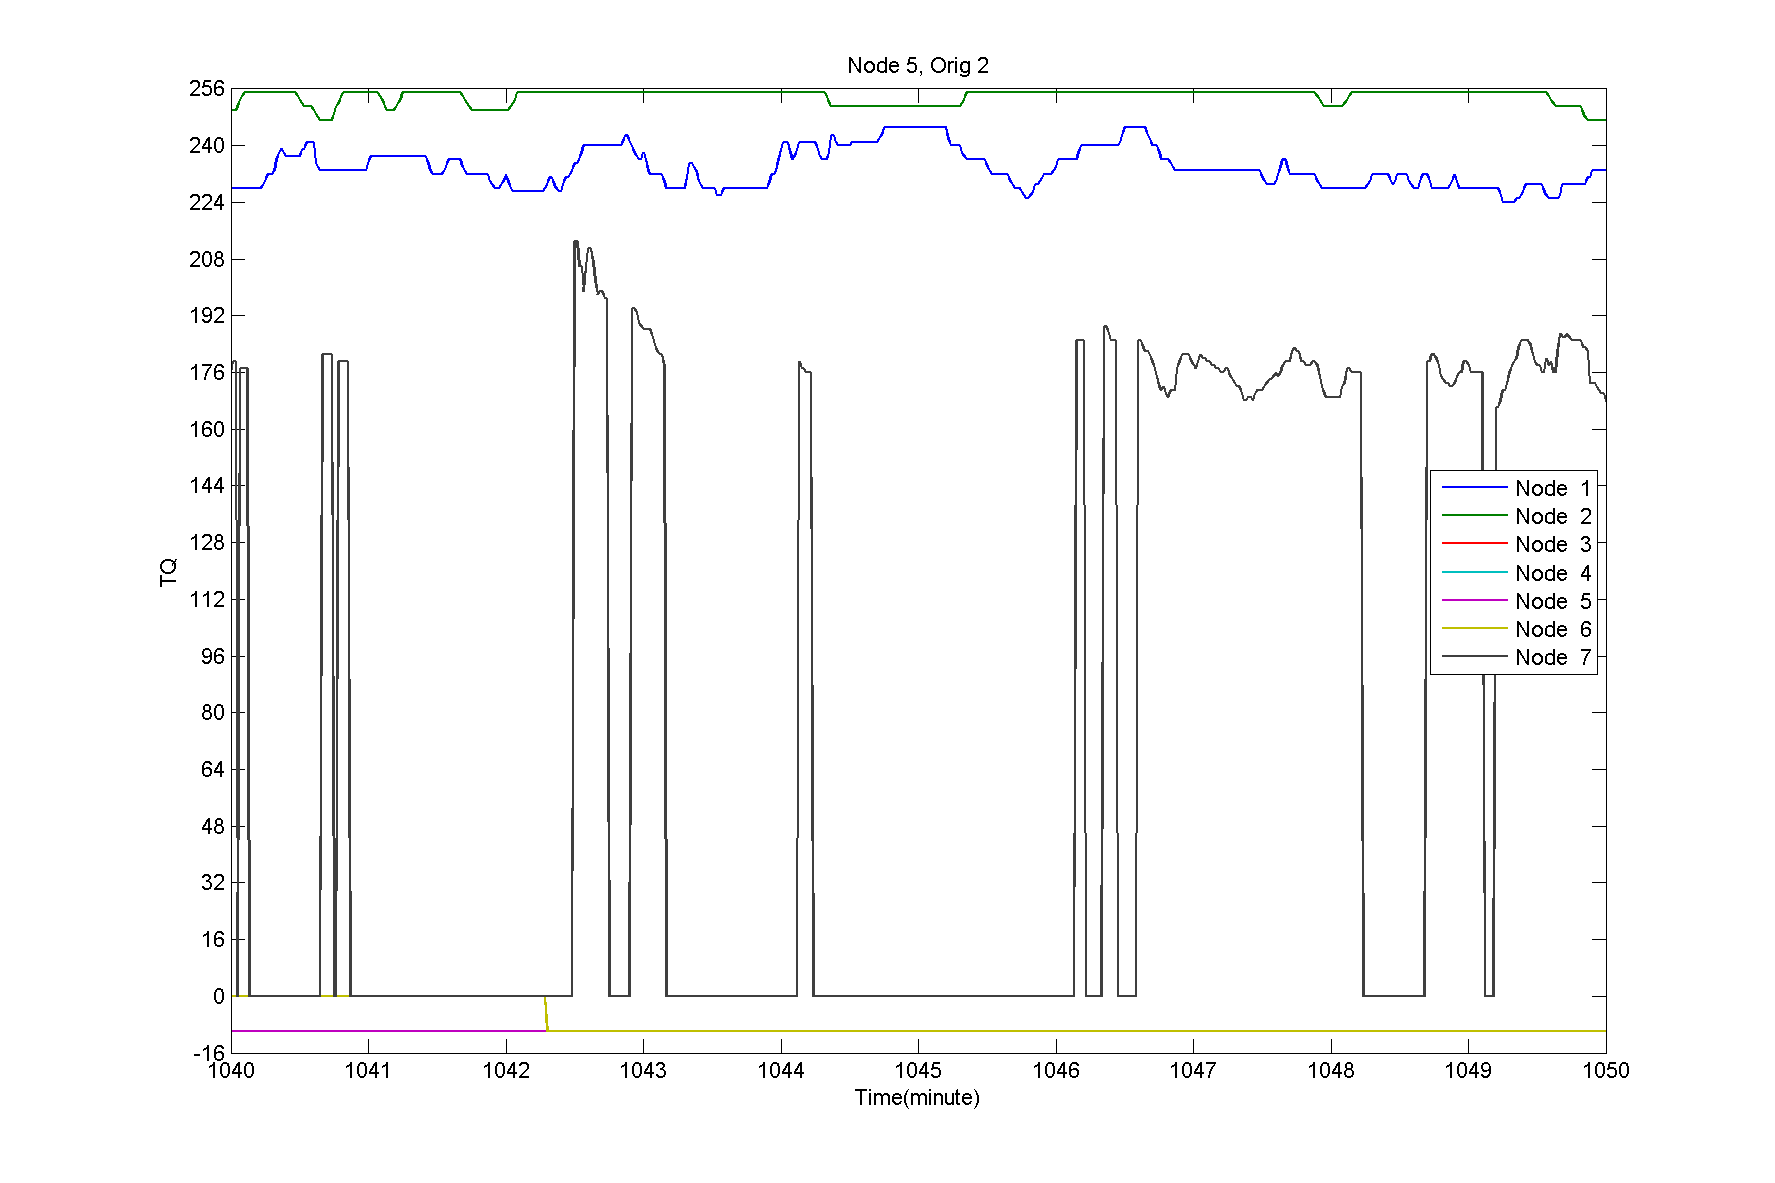 Node 5, Orig 2
256
240
224
208
192
176
160
144
128
112
96
80
64
48
32
16
0
-16
TQ
Node 1
Node 2
Node 3
Node 4
Node 5
Node 6
Node 7
1040 1041 1042 1043 1044 1045 1046 1047 1048 1049 1050
Time(minute)